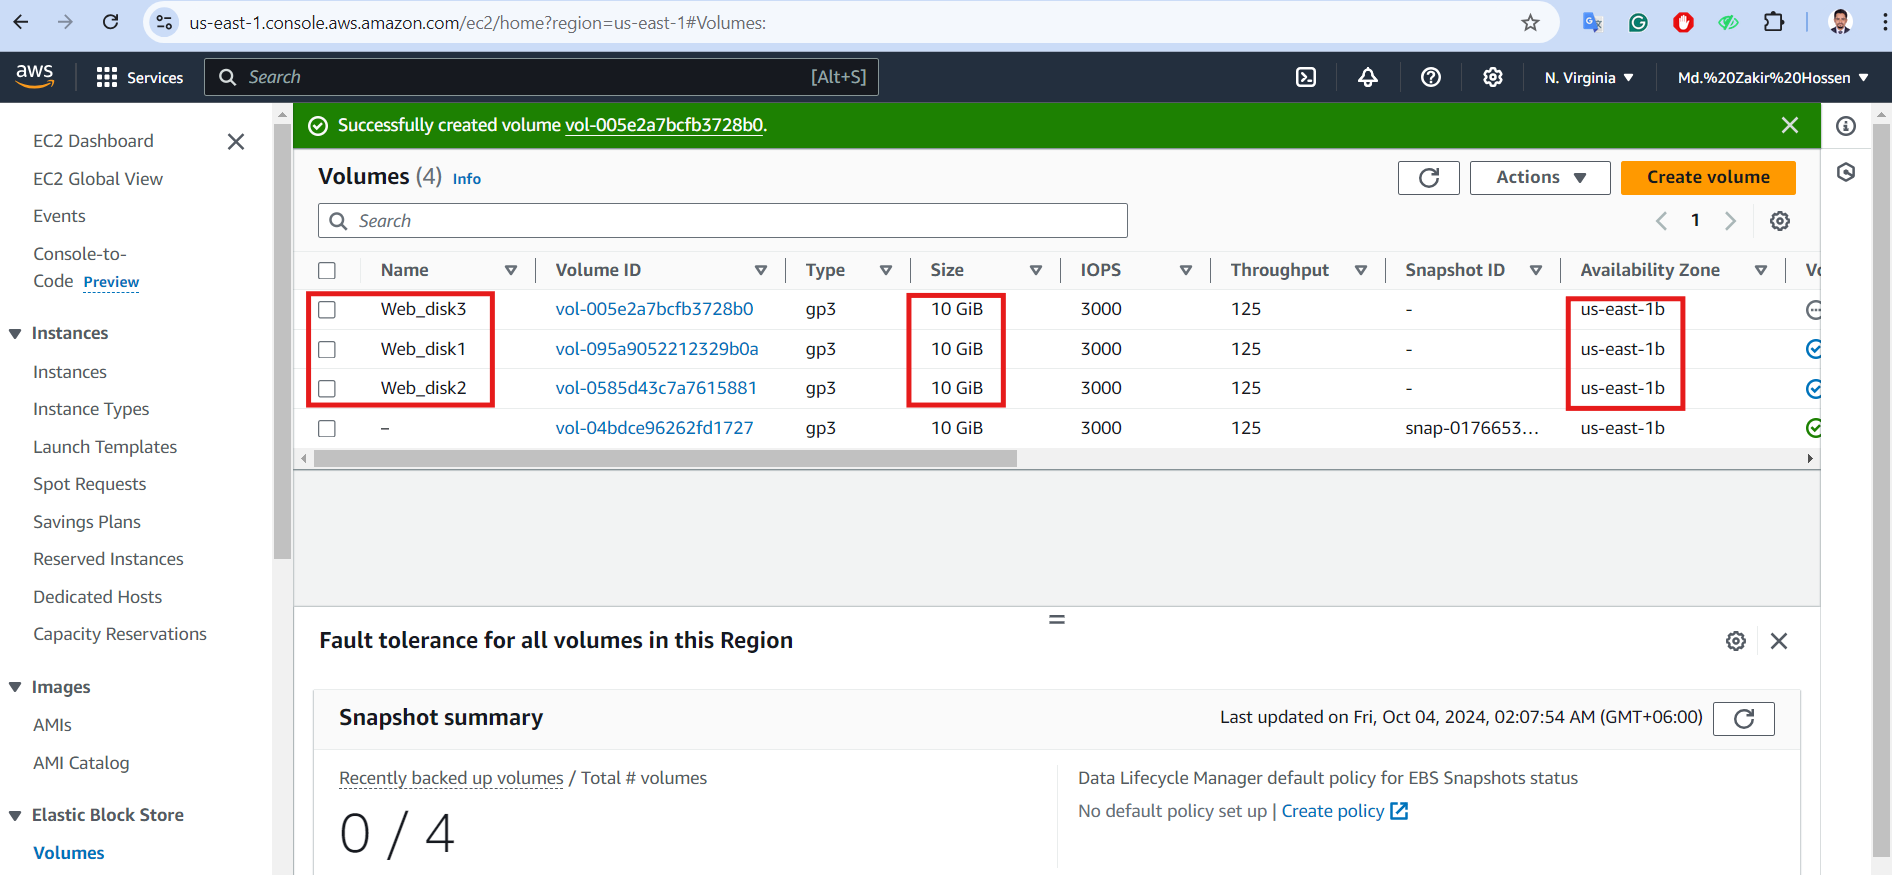 us-east-1.console.aws.amazon.com/ec2/home?region=us-east-1#Volumes:
aws
Services
Search
[Alt+S]
N. Virginia
Md.%20Zakir%20Hossen
EC2 Dashboard
EC2 Global View
Events
Console-to-
Code Preview
Instances
Instances
Instance Types
Launch Templates
Spot Requests
Savings Plans
Reserved Instances
Dedicated Hosts
Capacity Reservations
Images
AMIs
AMI Catalog
Elastic Block Store
Volumes
Successfully created volume vol-005e2a7bcfb3728b0.
Volumes (4) Info
Actions
Create volume
Search
1
Name Volume ID Type Size IOPS Throughput Snapshot ID Availability Zone Vo
Web_disk3 vol-005e2a7bcfb3728b0 gp3 10 GiB 3000 125 - us-east-1b
Web_disk1 vol-095a9052212329b0a gp3 10 GiB 3000 125 - us-east-1b
Web_disk2 vol-0585d43c7a7615881 gp3 10 GiB 3000 125 - us-east-1b
– vol-04bdce96262fd1727 gp3 10 GiB 3000 125 snap-0176653... us-east-1b
Fault tolerance for all volumes in this Region
Snapshot summary
Last updated on Fri, Oct 04, 2024, 02:07:54 AM (GMT+06:00)
Recently backed up volumes / Total # volumes
0 / 4
Data Lifecycle Manager default policy for EBS Snapshots status
No default policy set up | Create policy